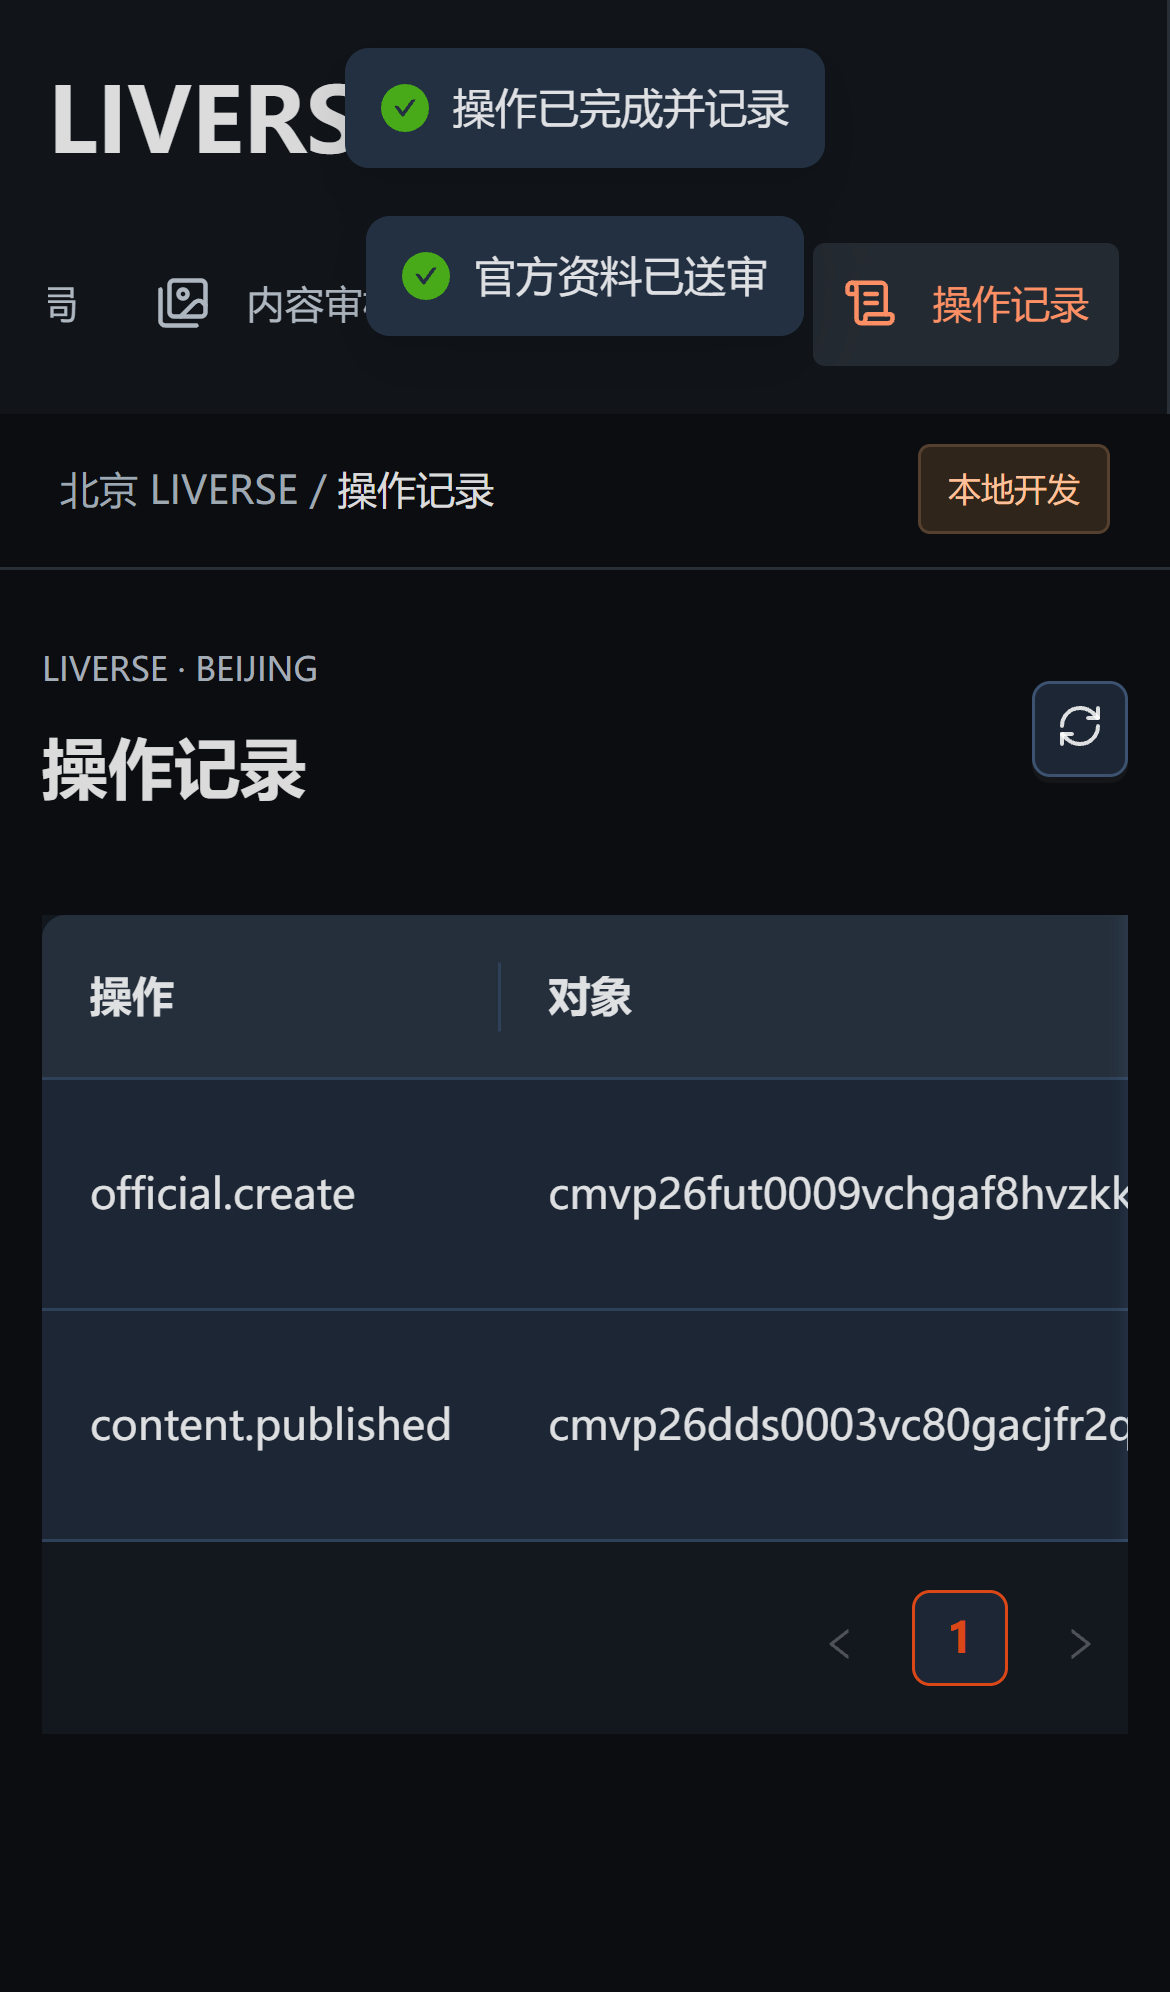 LIVERS
操作已完成并记录
官方资料已送审
内容审
操作记录
北京 LIVERSE / 操作记录
本地开发
LIVERSE · BEIJING
操作记录
操作
对象
official.create
cmvp26fut0009vchgaf8hvzkk
content.published
cmvp26dds0003vc80gacjfr2q
1